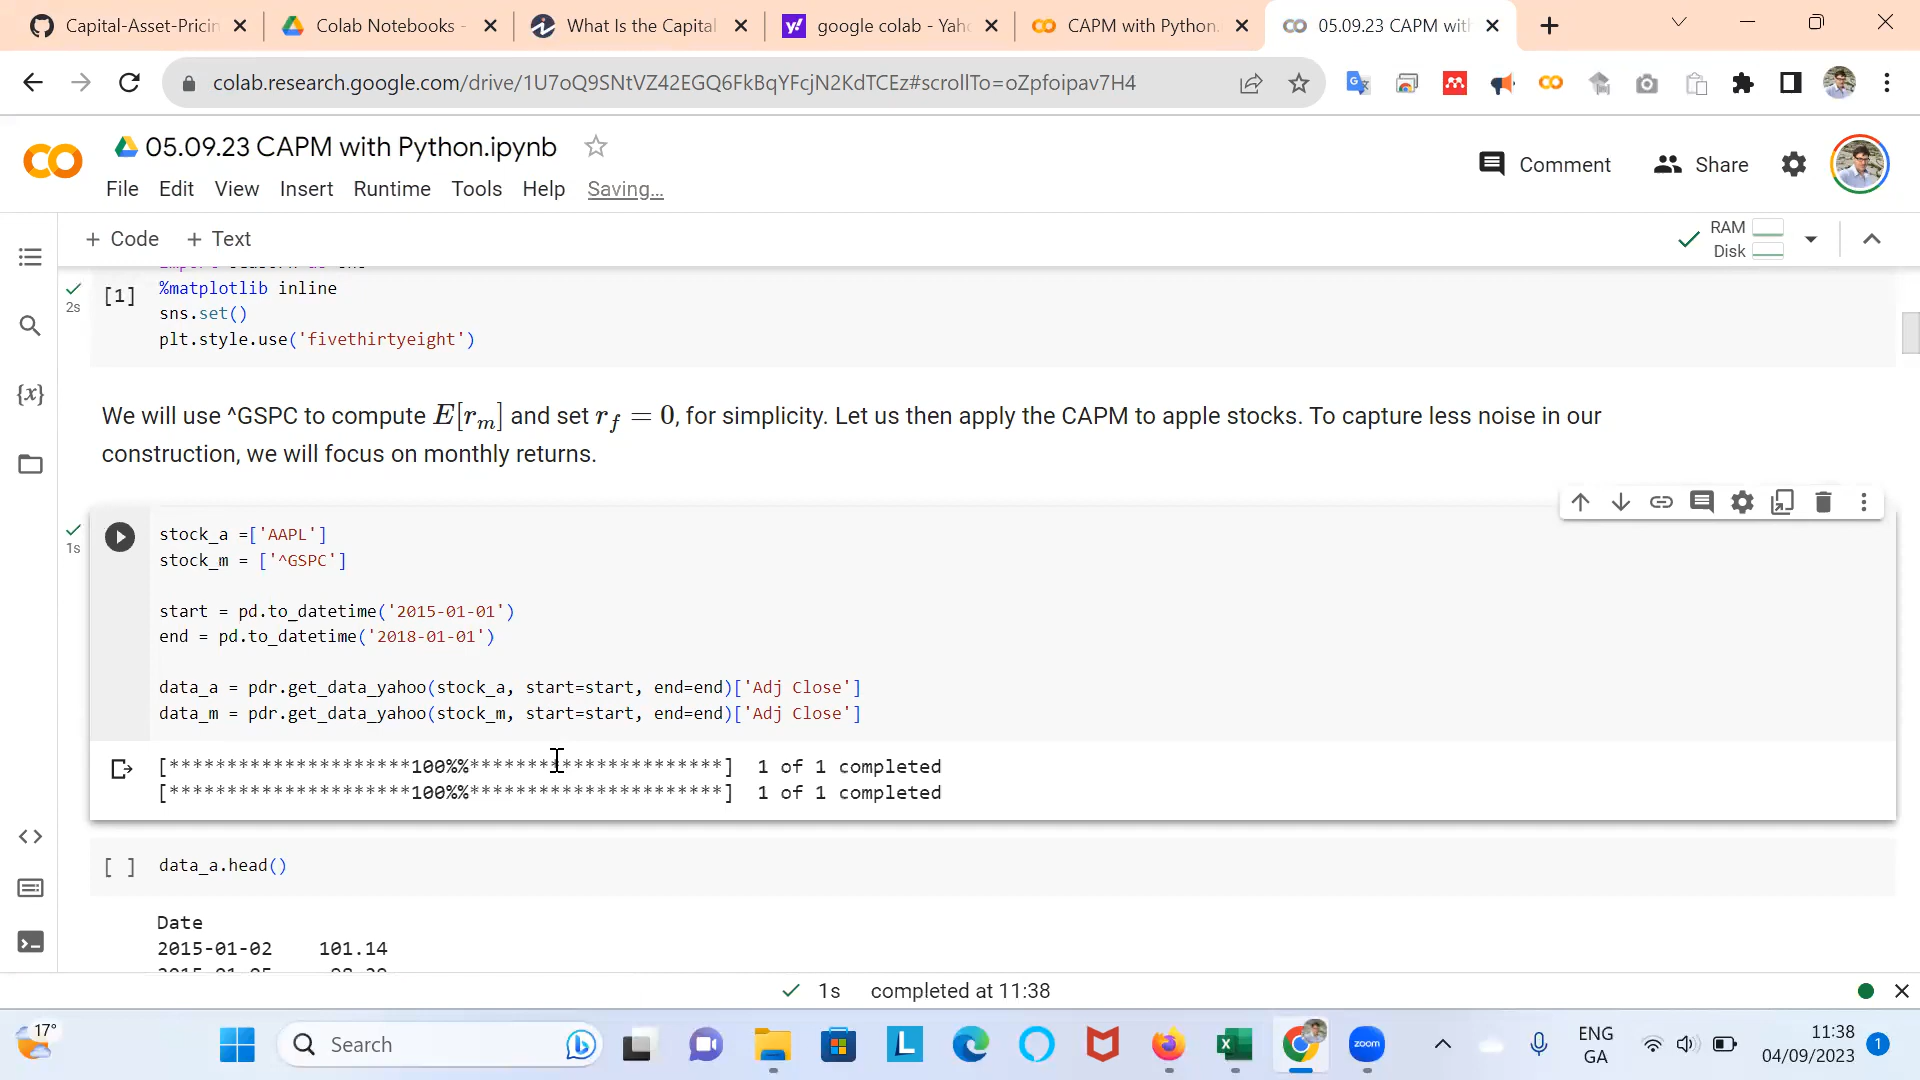 Capital-Asset-Pricin
Colab Notebooks -
What Is the Capital
google colab - Yaho
CAPM with Python.
05.09.23 CAPM with
colab.research.google.com/drive/1U7oQ9SNtVZ42EGQ6FkBqYFcjN2KdTCEz#scrollTo=oZpfoipav7H4
05.09.23 CAPM with Python.ipynb
File Edit View Insert Runtime Tools Help Saving...
Comment
Share
+ Code + Text
RAM
Disk
2s
[1]
%matplotlib inline
sns.set()
plt.style.use('fivethirtyeight')
We will use ^GSPC to compute E[r_m] and set r_f = 0, for simplicity. Let us then apply the CAPM to apple stocks. To capture less noise in our
construction, we will focus on monthly returns.
1s
stock_a =['AAPL']
stock_m = ['^GSPC']
start = pd.to_datetime('2015-01-01')
end = pd.to_datetime('2018-01-01')
data_a = pdr.get_data_yahoo(stock_a, start=start, end=end)['Adj Close']
data_m = pdr.get_data_yahoo(stock_m, start=start, end=end)['Adj Close']
[*********************100%%**********************] 1 of 1 completed
[*********************100%%**********************] 1 of 1 completed
[ ] data_a.head()
Date
2015-01-02 101.14
1s completed at 11:38
17°
Search
zoom
ENG
GA
11:38
04/09/2023
1